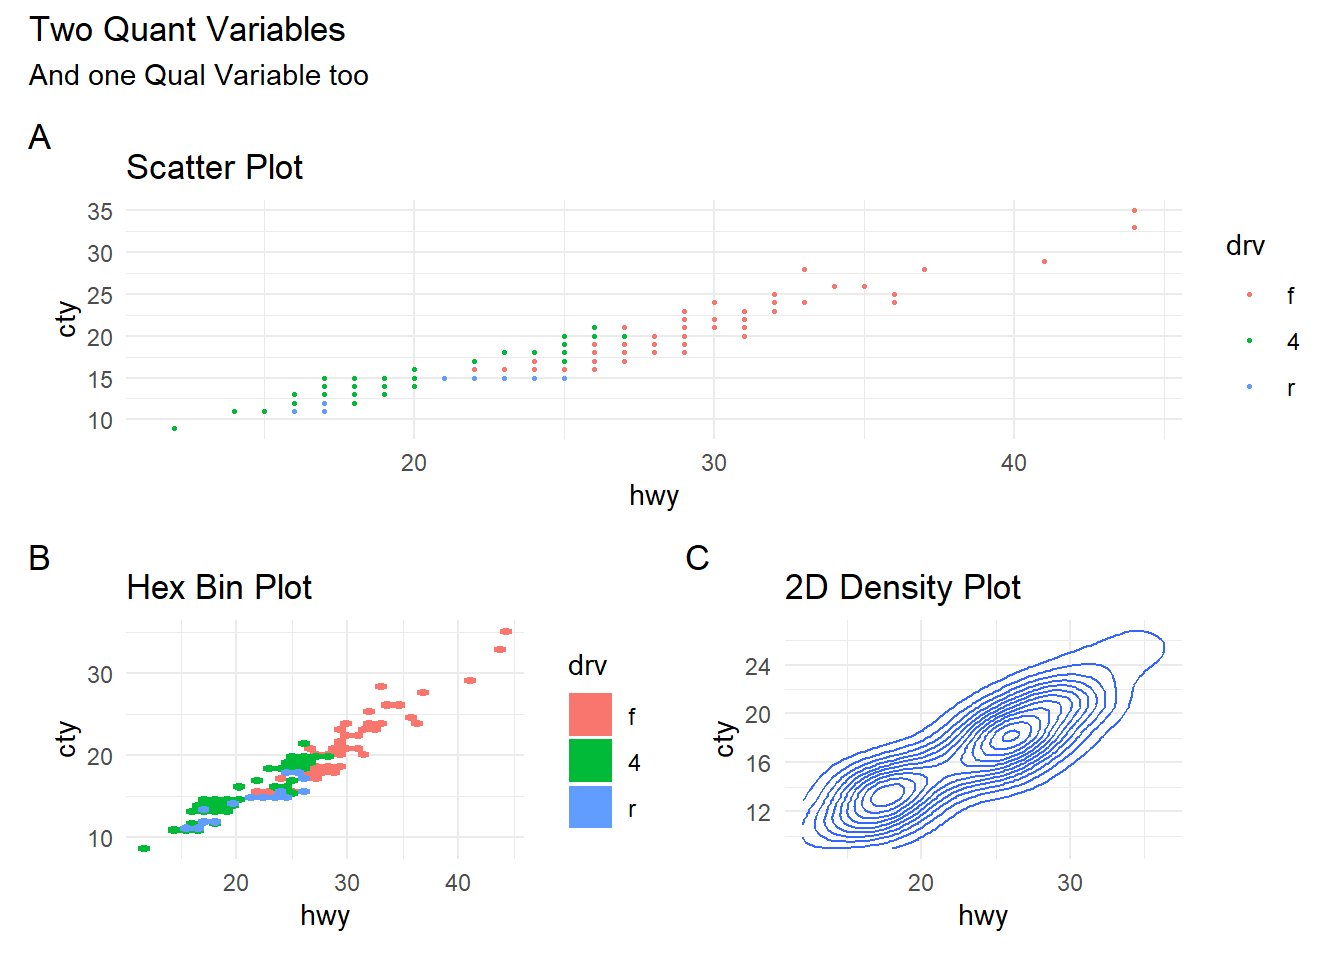 Two Quant Variables
And one Qual Variable too
A
Scatter Plot
35
30
25
20
15
10
cty
20 30 40
hwy
drv
f
4
r
B
Hex Bin Plot
30
20
10
cty
20 30 40
hwy
drv
f
4
r
C
2D Density Plot
24
20
16
12
cty
20 30
hwy